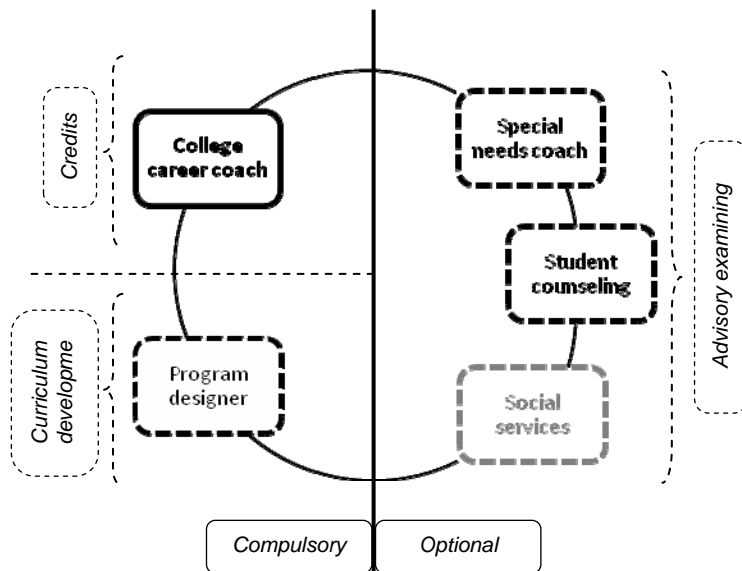 Credits
College
career coach
Special
needs coach
Advisory examining
Student
counseling
Curriculum
developme
Program
designer
Social
services
Compulsory
Optional